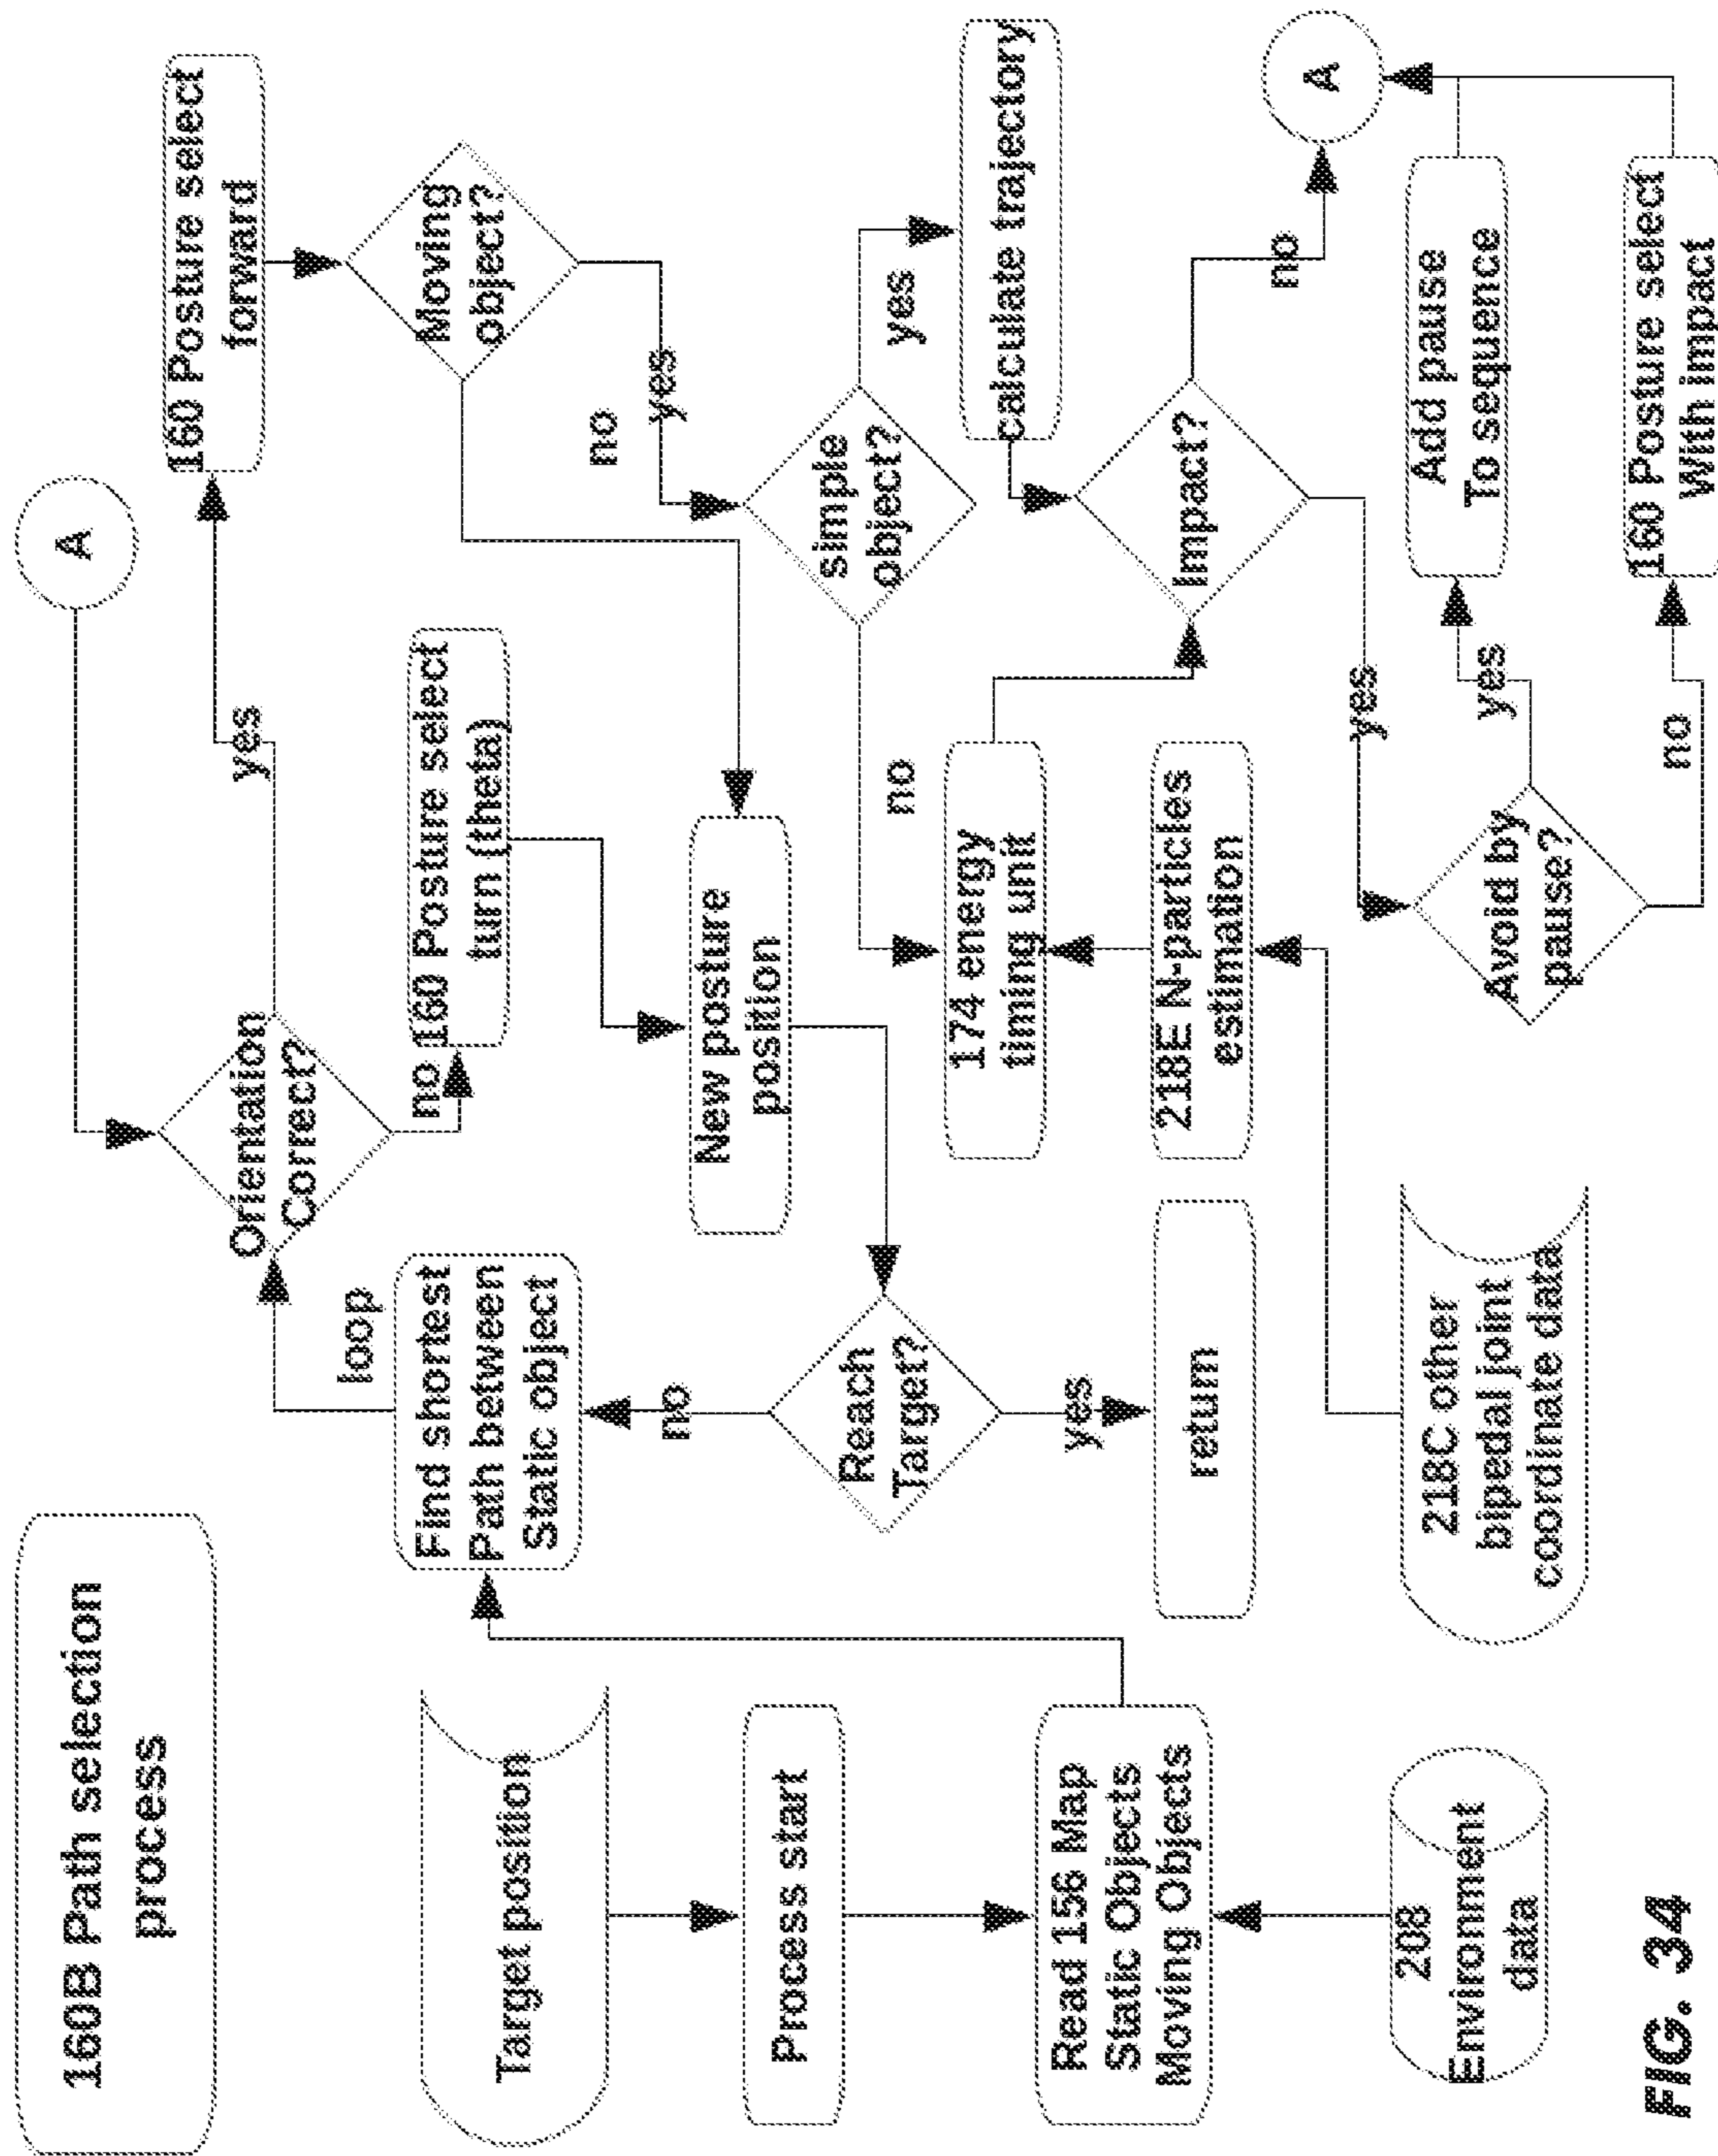 160B Path selection
process
Target position
Process start
Read 156 Map
Static Objects
Moving Objects
208
Environment
data
loop
Find shortest
Path between
Static object
no
Reach
Target?
yes
return
218C other
bipedal joint
coordinate data
A
Orientation
Correct?
yes
no
160 Posture select
turn (theta)
New posture
position
160 Posture select
forward
Moving
object?
no
yes
simple
object?
yes
no
calculate trajectory
174 energy
timing unit
218E N-particles
estimation
Impact?
no
A
yes
Avoid by
pause?
yes
Add pause
To sequence
no
160 Posture select
With impact
FIG. 34